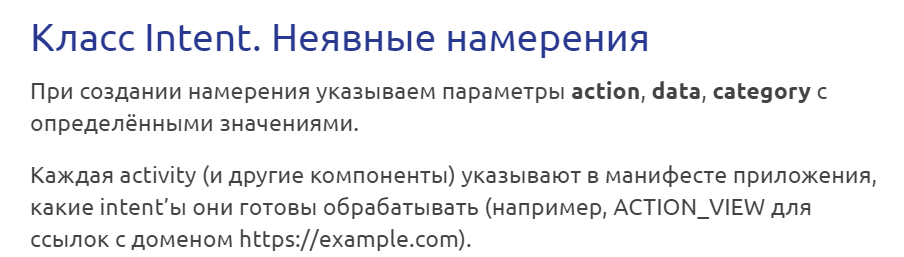 Класс Intent. Неявные намерения
При создании намерения указываем параметры action, data, category с
определёнными значениями.
Каждая activity (и другие компоненты) указывают в манифесте приложения,
какие intent’ы они готовы обрабатывать (например, ACTION_VIEW для
ссылок с доменом https://example.com).